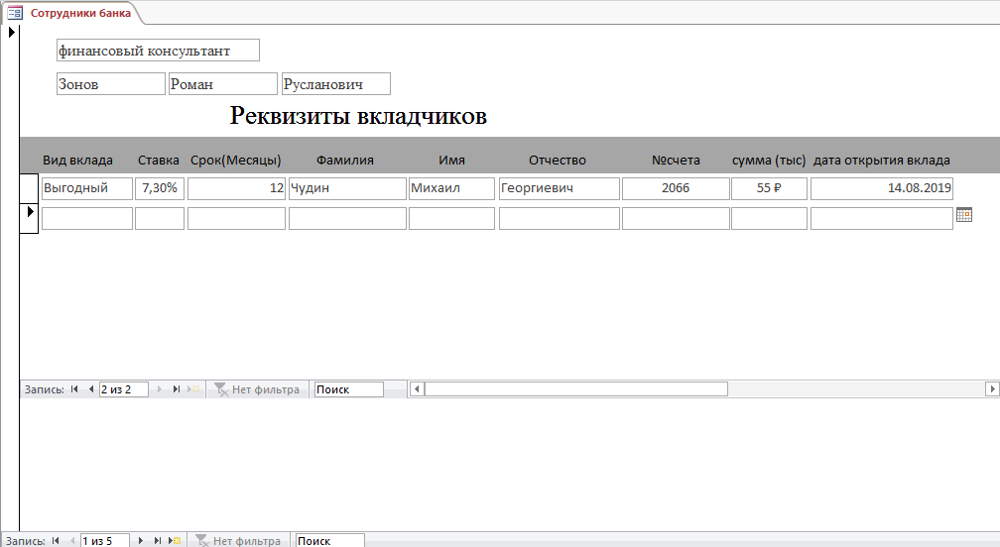 Сотрудники банка
финансовый консультант
Зонов Роман Русланович
Реквизиты вкладчиков
Вид вклада Ставка Срок(Месяцы) Фамилия Имя Отчество №счета сумма (тыс) дата открытия вклада
Выгодный 7,30% 12 Чудин Михаил Георгиевич 2066 55 ₽ 14.08.2019
Запись: 2 из 2 Нет фильтра Поиск
Запись: 1 из 5 Нет фильтра Поиск